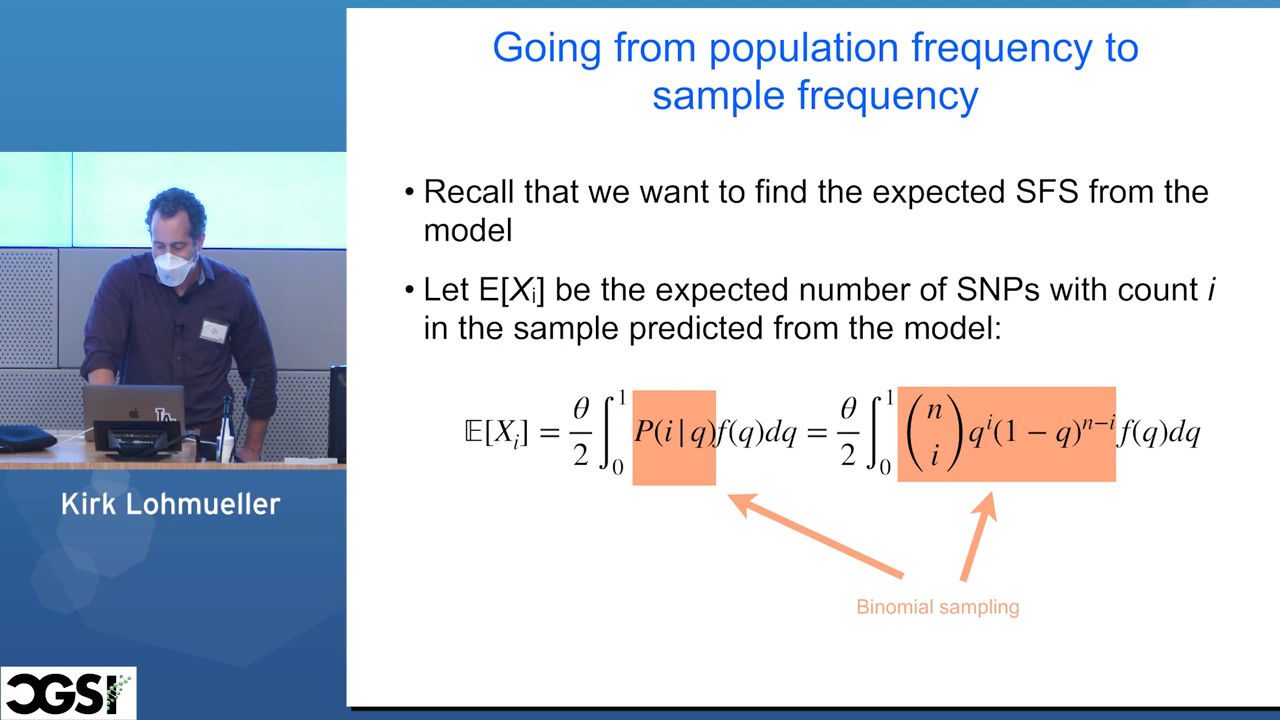 Going from population frequency to
sample frequency
• Recall that we want to find the expected SFS from the
model
• Let E[Xi] be the expected number of SNPs with count i
in the sample predicted from the model:
𝔼[Xᵢ] = θ/2 ∫₀¹ P(i|q)f(q)dq = θ/2 ∫₀¹ (n i) qⁱ(1 − q)ⁿ⁻ⁱ f(q)dq
Binomial sampling
Kirk Lohmueller
CGSI